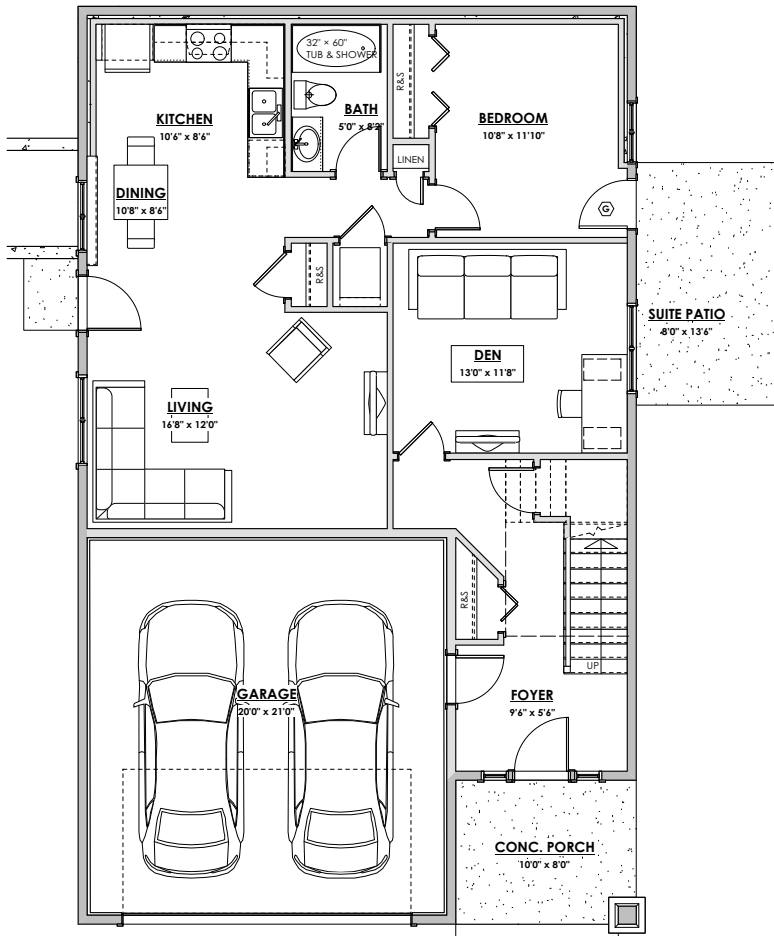 32" × 60"
TUB & SHOWER
R&S
KITCHEN
10'6" x 8'6"
BATH
5'0" x 8'2"
BEDROOM
10'8" x 11'10"
LINEN
DINING
10'8" x 8'6"
G
R&S
SUITE PATIO
8'0" x 13'6"
DEN
13'0" x 11'8"
LIVING
16'8" x 12'0"
R&S
UP
GARAGE
20'0" x 21'0"
FOYER
9'6" x 5'6"
CONC. PORCH
10'0" x 8'0"